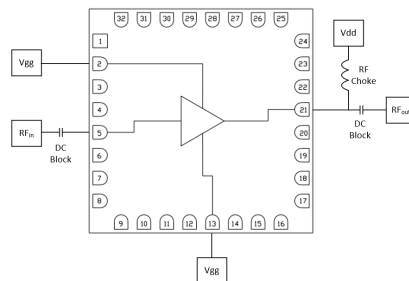 32 31 30 29 28 27 26 25
1 24
Vgg 2 23
3 22
4 21
RFin 5 20
6 19
7 18
8 17
9 10 11 12 13 14 15 16
DC
Block
Vdd
RF
Choke
DC
Block
RFout
Vgg